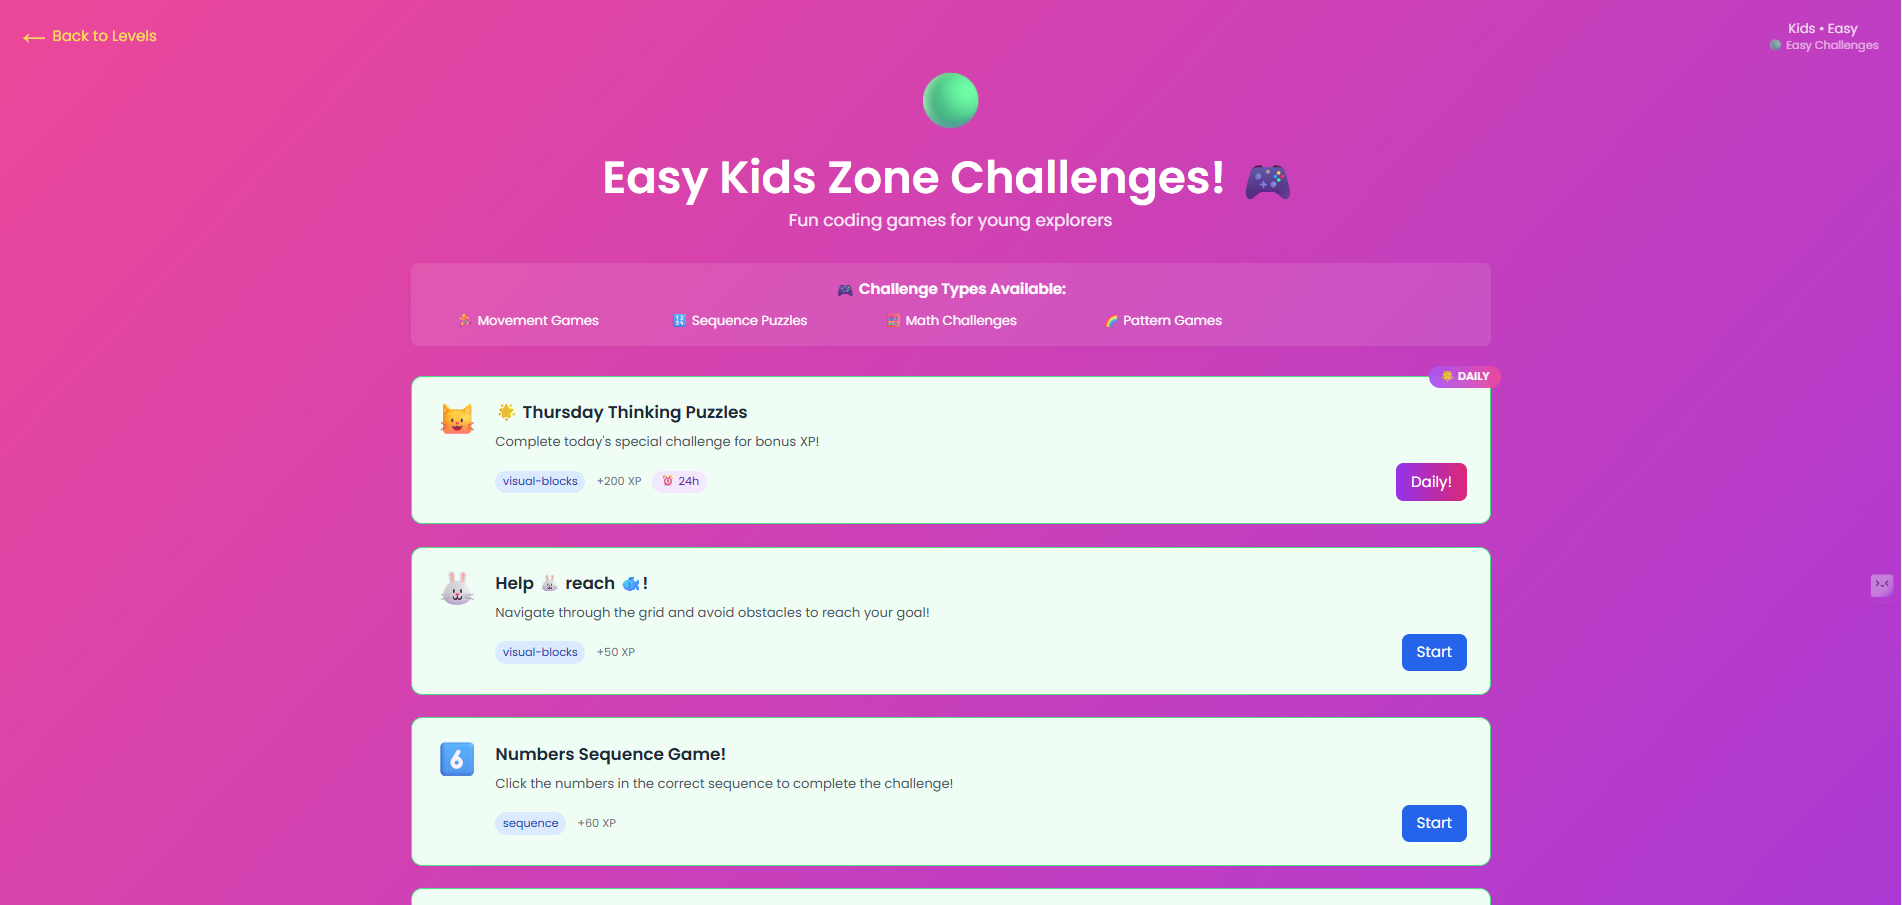 ← Back to Levels
Kids • Easy
Easy Challenges
Easy Kids Zone Challenges! 🎮
Fun coding games for young explorers
🎮 Challenge Types Available:
Movement Games
🔢 Sequence Puzzles
🧮 Math Challenges
🌈 Pattern Games
🌟 DAILY
🌟 Thursday Thinking Puzzles
Complete today's special challenge for bonus XP!
visual-blocks +200 XP ⏰ 24h
Daily!
Help 🐰 reach 🐟!
Navigate through the grid and avoid obstacles to reach your goal!
visual-blocks +50 XP
Start
6
Numbers Sequence Game!
Click the numbers in the correct sequence to complete the challenge!
sequence +60 XP
Start